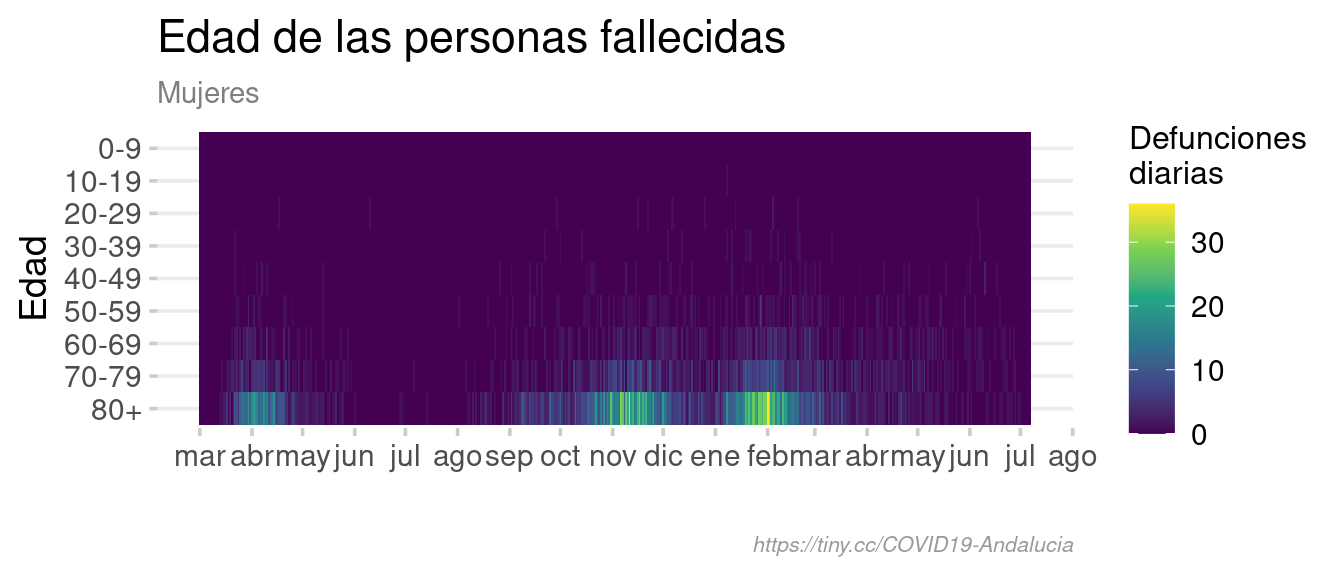 Edad de las personas fallecidas
Mujeres
Edad
0-9
10-19
20-29
30-39
40-49
50-59
60-69
70-79
80+
mar abr may jun jul ago sep oct nov dic ene feb mar abr may jun jul ago
Defunciones
diarias
30
20
10
0
https://tiny.cc/COVID19-Andalucia